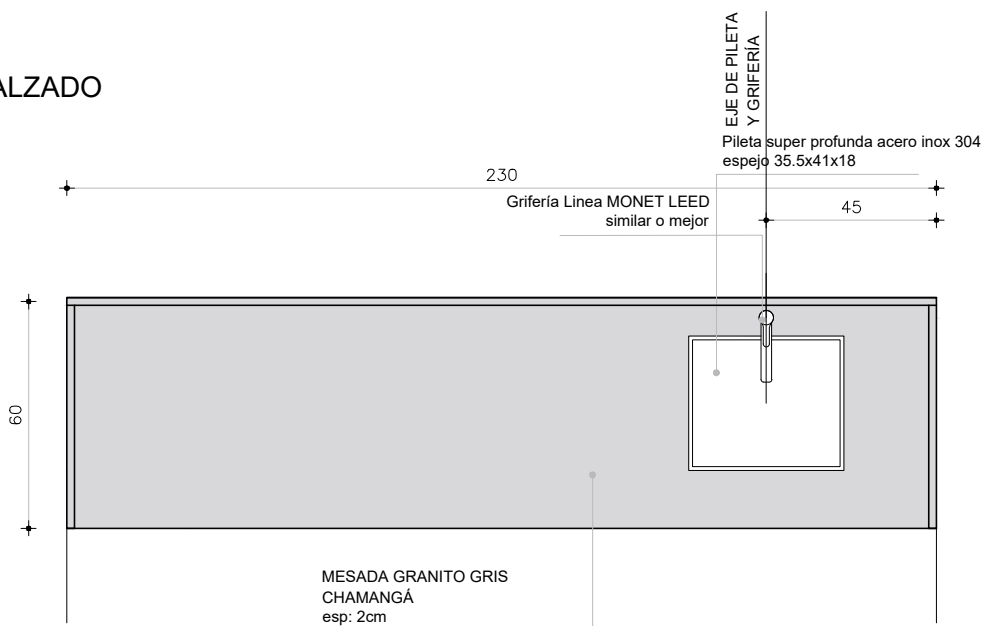 ALZADO
EJE DE PILETA
Y GRIFERÍA
Pileta super profunda acero inox 304
espejo 35.5x41x18
230
Grifería Linea MONET LEED
similar o mejor
45
60
MESADA GRANITO GRIS
CHAMANGÁ
esp: 2cm